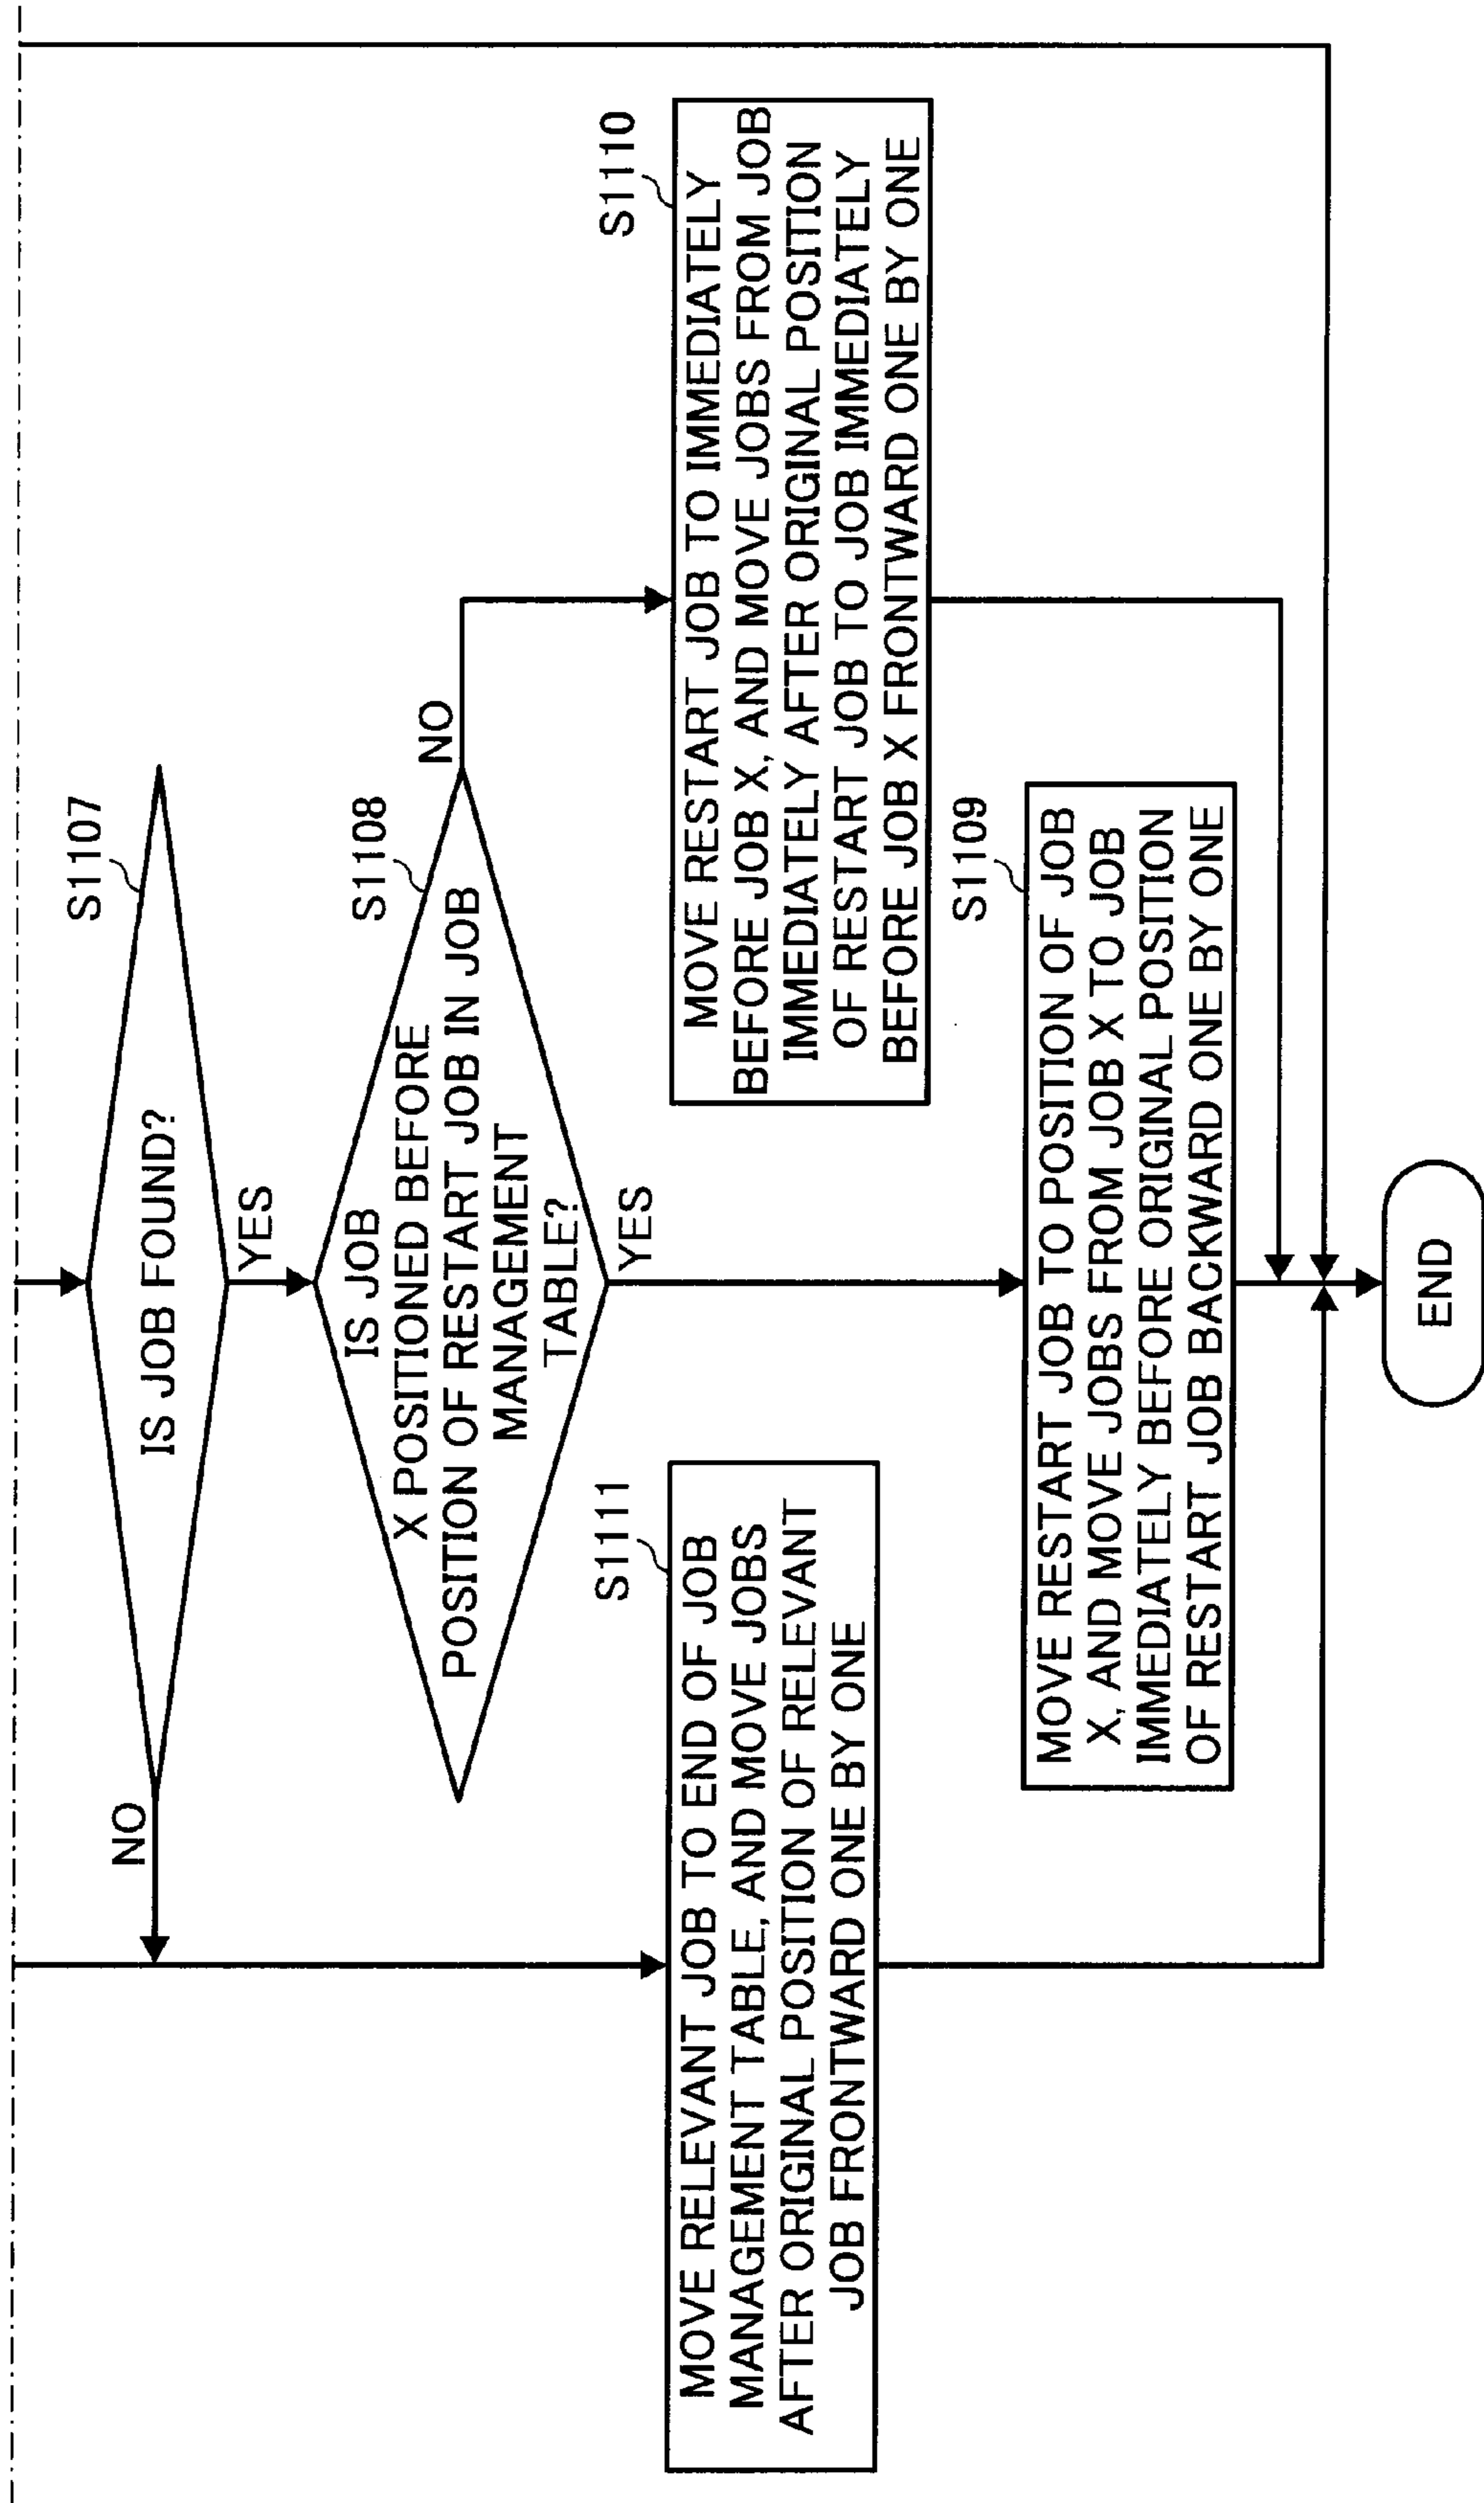 S1107
IS JOB FOUND?
NO
YES
S1108
IS JOB
X POSITIONED BEFORE
POSITION OF RESTART JOB IN JOB
MANAGEMENT
TABLE?
NO
YES
S1111
MOVE RELEVANT JOB TO END OF JOB
MANAGEMENT TABLE, AND MOVE JOBS
AFTER ORIGINAL POSITION OF RELEVANT
JOB FRONTWARD ONE BY ONE
S1110
MOVE RESTART JOB TO IMMEDIATELY
BEFORE JOB X, AND MOVE JOBS FROM JOB
IMMEDIATELY AFTER ORIGINAL POSITION
OF RESTART JOB TO JOB IMMEDIATELY
BEFORE JOB X FRONTWARD ONE BY ONE
S1109
MOVE RESTART JOB TO POSITION OF JOB
X, AND MOVE JOBS FROM JOB X TO JOB
IMMEDIATELY BEFORE ORIGINAL POSITION
OF RESTART JOB BACKWARD ONE BY ONE
END